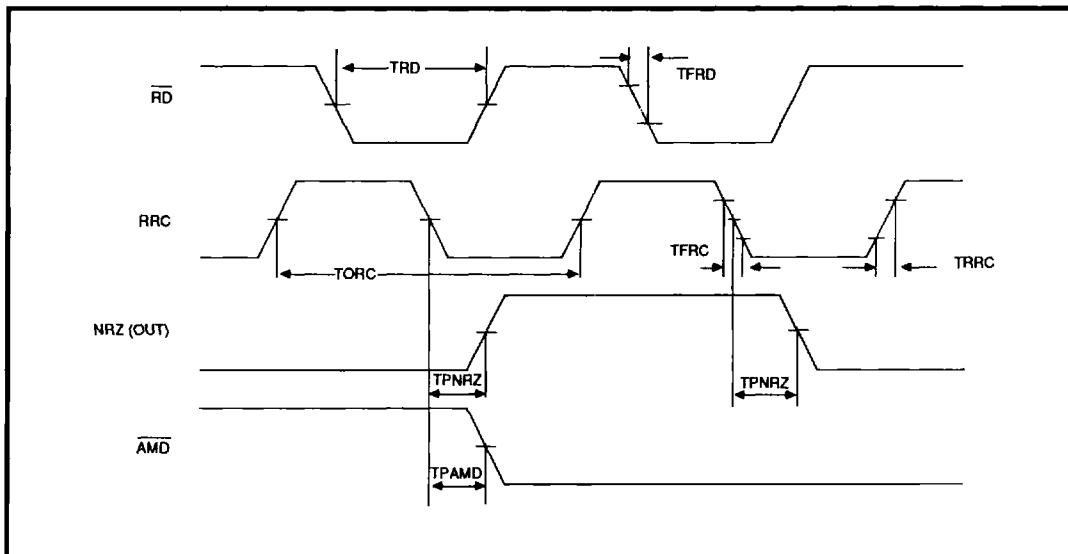 TRD
TFRD
RD
RRC
TORC
TFRC
TRRC
NRZ (OUT)
TPNRZ
TPNRZ
AMD
TPAMD